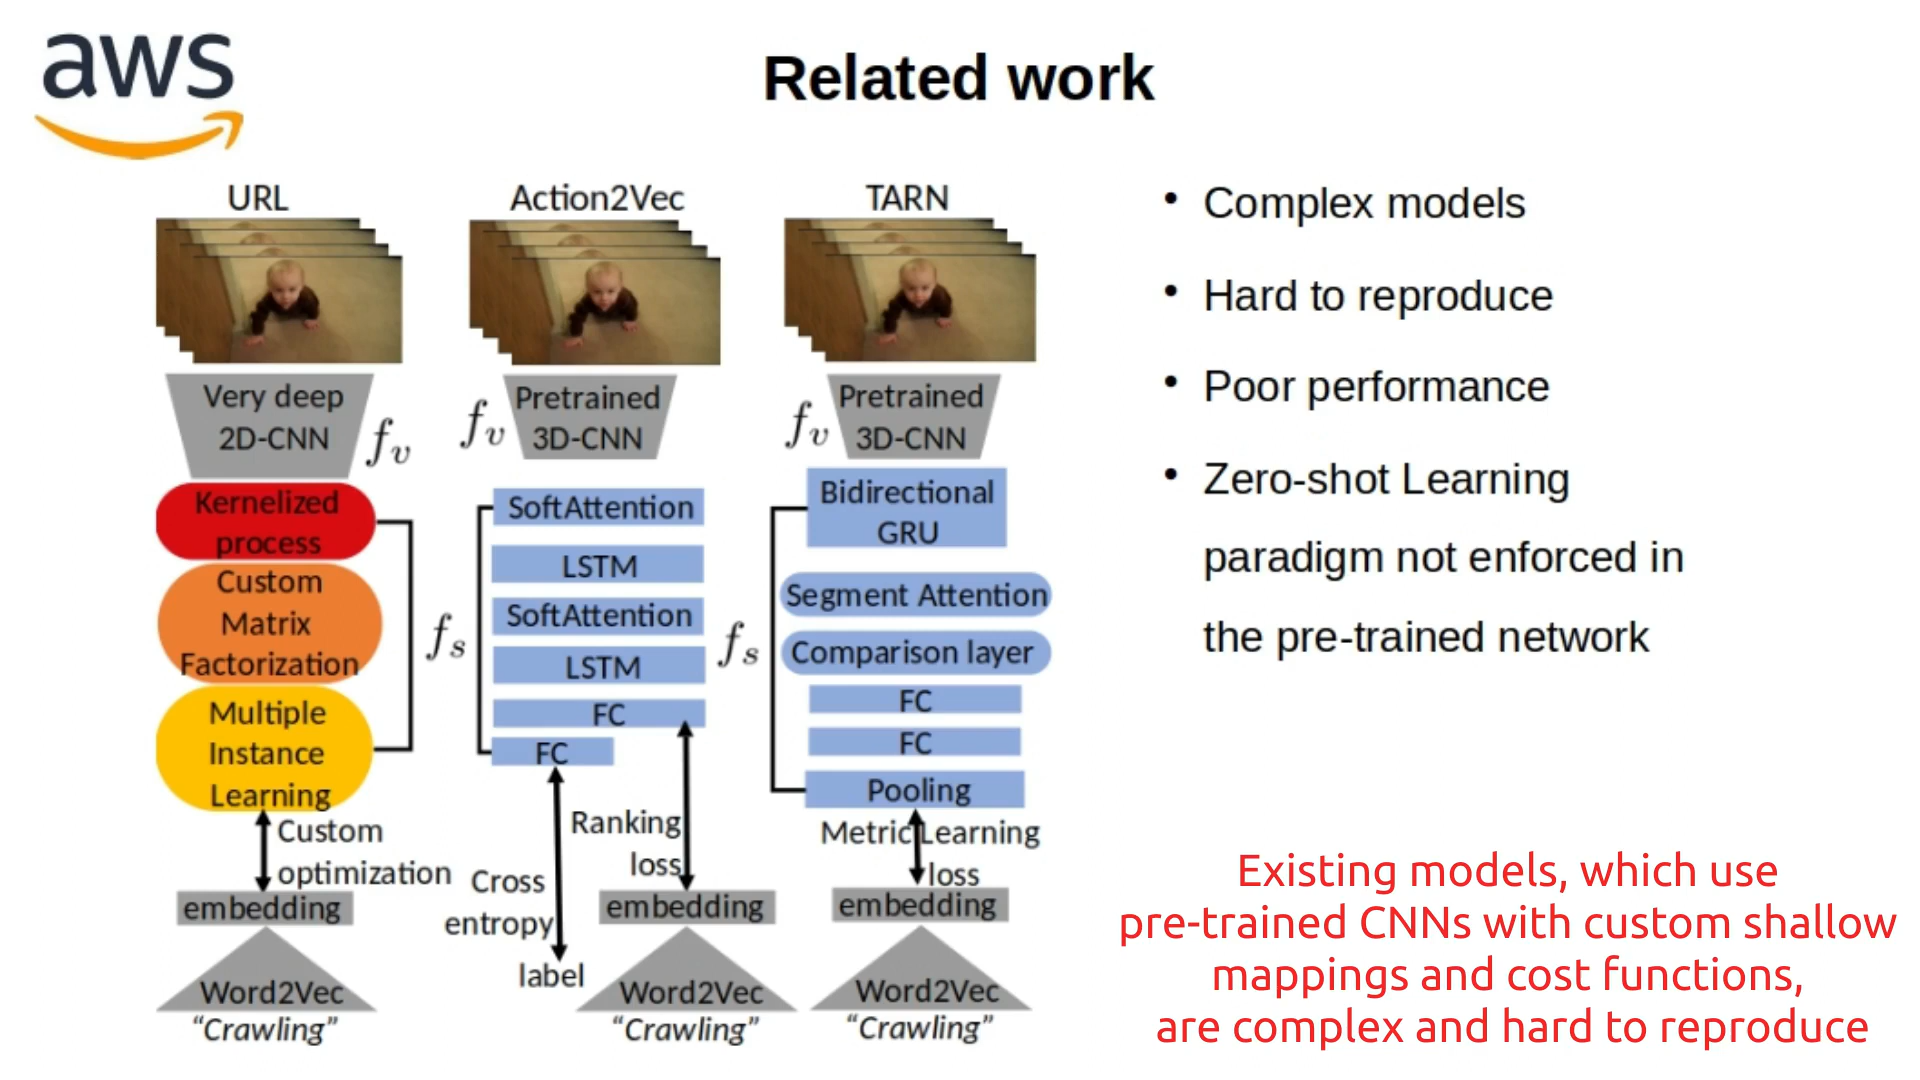 aws
Related work
URL
Very deep
2D-CNN
fv
Kernelized
process
Custom
Matrix
Factorization
Multiple
Instance
Learning
fs
Custom
optimization
embedding
Word2Vec
“Crawling”
Action2Vec
fv
Pretrained
3D-CNN
SoftAttention
LSTM
SoftAttention
LSTM
FC
FC
fs
Ranking
loss
Cross
entropy
label
embedding
Word2Vec
“Crawling”
TARN
fv
Pretrained
3D-CNN
Bidirectional
GRU
Segment Attention
Comparison layer
FC
FC
Pooling
Metric Learning
loss
embedding
Word2Vec
“Crawling”
• Complex models
• Hard to reproduce
• Poor performance
• Zero-shot Learning
paradigm not enforced in
the pre-trained network
Existing models, which use
pre-trained CNNs with custom shallow
mappings and cost functions,
are complex and hard to reproduce